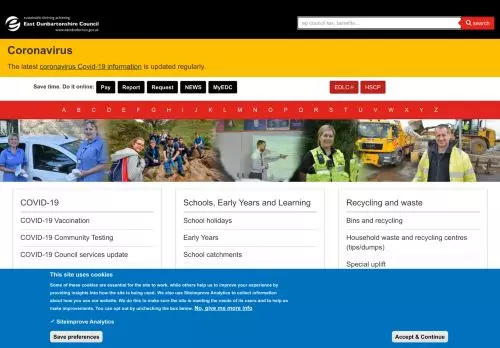 sustainable thriving achieving
East Dunbartonshire Council
www.eastdunbarton.gov.uk
eg council tax, benefits...
search
Coronavirus
The latest coronavirus Covid-19 information is updated regularly.
Save time. Do it online:
Pay
Report
Request
NEWS
MyEDC
EDLC
HSCP
A B C D E F G H I J K L M N O P Q R S T U V W X Y Z
COVID-19
COVID-19 Vaccination
COVID-19 Community Testing
COVID-19 Council services update
Schools, Early Years and Learning
School holidays
Early Years
School catchments
Recycling and waste
Bins and recycling
Household waste and recycling centres
(tips/dumps)
Special uplift
This site uses cookies
Some of these cookies are essential for the site to work, while others help us to improve your experience by
providing insights into how the site is being used. We also use Siteimprove Analytics to collect information
about how you use our website. We do this to make sure the site is meeting the needs of its users and to help us
make improvements. You can opt out by unchecking the box below. No, give me more info
✓ Siteimprove Analytics
Save preferences
Accept & Continue